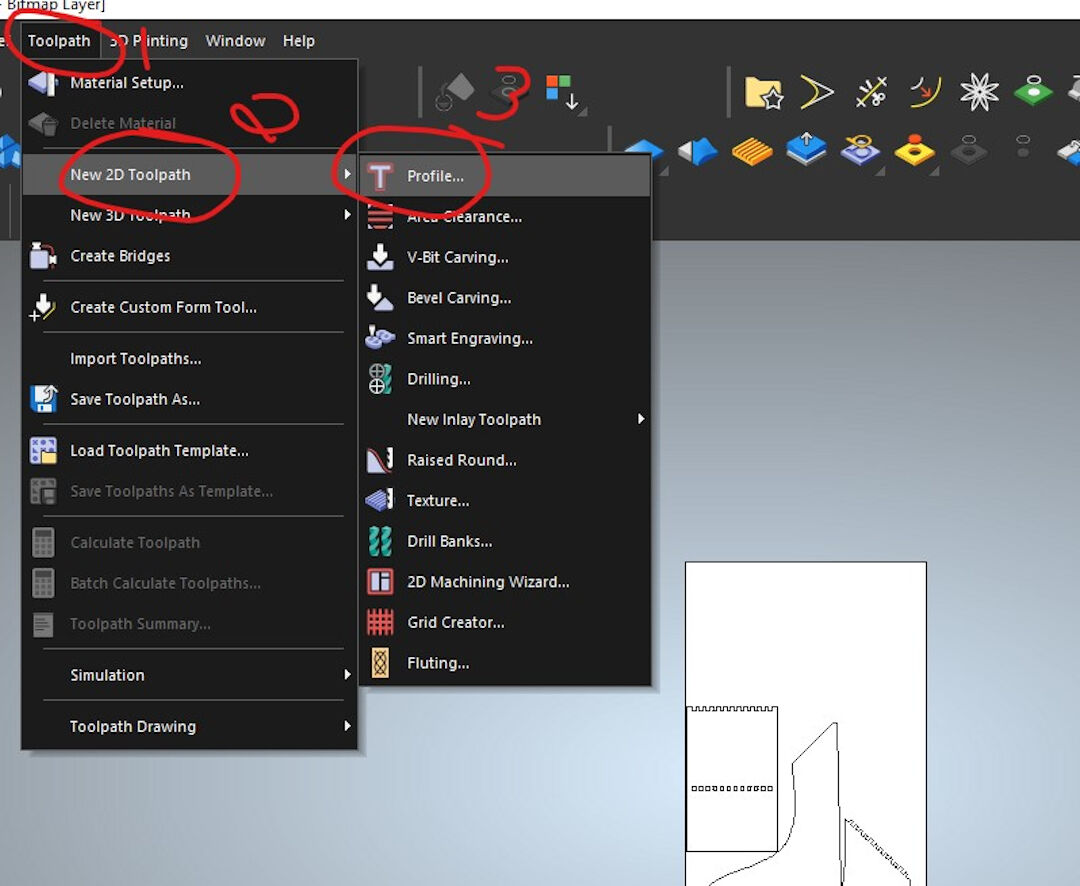 - Bitmap Layer]
Toolpath 3D Printing Window Help
1
2
3
Material Setup...
Delete Material
New 2D Toolpath
New 3D Toolpath
Create Bridges
Create Custom Form Tool...
Import Toolpaths...
Save Toolpath As...
Load Toolpath Template...
Save Toolpaths As Template...
Calculate Toolpath
Batch Calculate Toolpaths...
Toolpath Summary...
Simulation
Toolpath Drawing
Profile...
Area Clearance...
V-Bit Carving...
Bevel Carving...
Smart Engraving...
Drilling...
New Inlay Toolpath
Raised Round...
Texture...
Drill Banks...
2D Machining Wizard...
Grid Creator...
Fluting...